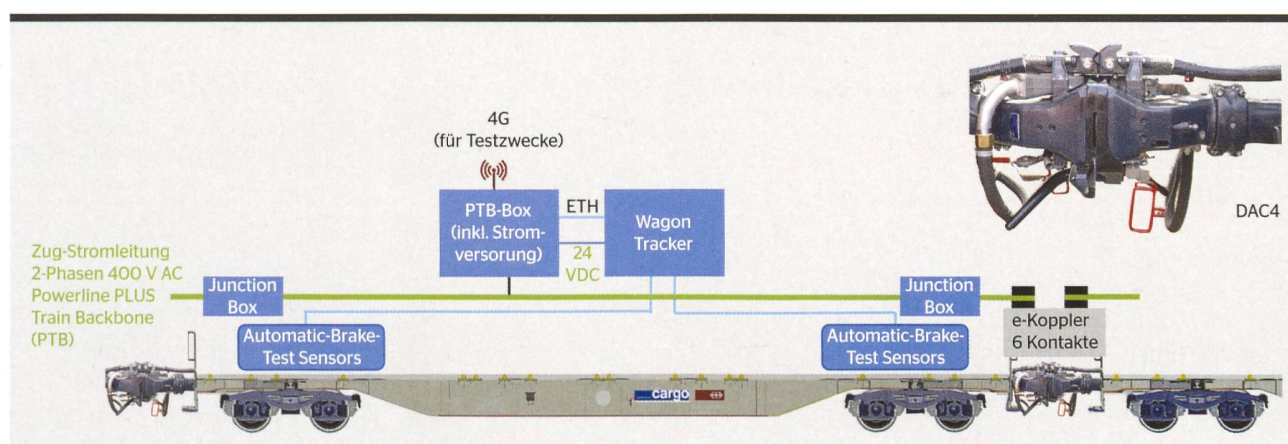 4G
(für Testzwecke)
PTB-Box
(inkl. Strom-
versorung)
ETH
24
VDC
Wagon
Tracker
DAC4
Zug-Stromleitung
2-Phasen 400 V AC
Powerline PLUS
Train Backbone
(PTB)
Junction
Box
Junction
Box
e-Koppler
6 Kontakte
Automatic-Brake-
Test Sensors
Automatic-Brake-
Test Sensors
cargo